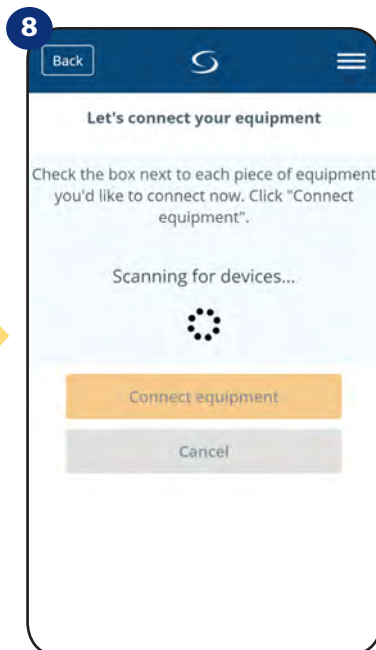 8
Back
Let's connect your equipment
Check the box next to each piece of equipment
you'd like to connect now. Click "Connect
equipment".
Scanning for devices...
Connect equipment
Cancel